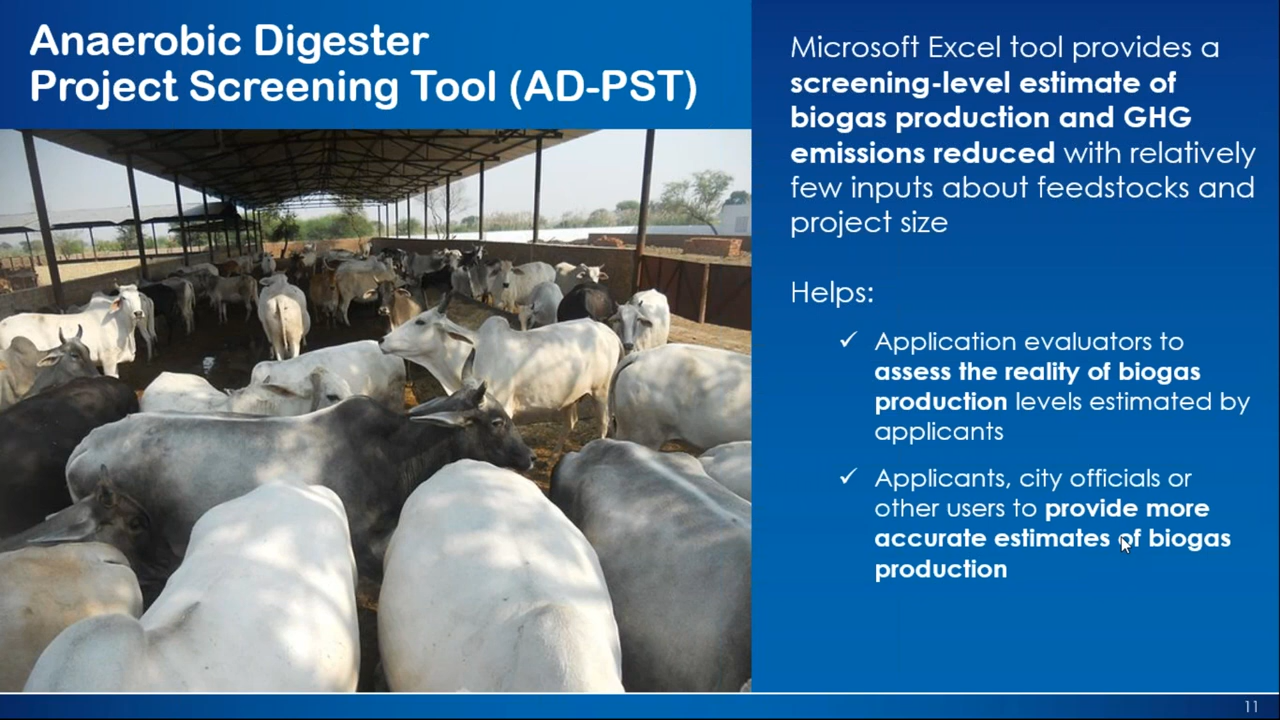 Anaerobic Digester
Project Screening Tool (AD-PST)
Microsoft Excel tool provides a
screening-level estimate of
biogas production and GHG
emissions reduced with relatively
few inputs about feedstocks and
project size
Helps:
✓ Application evaluators to
assess the reality of biogas
production levels estimated by
applicants
✓ Applicants, city officials or
other users to provide more
accurate estimates of biogas
production
11